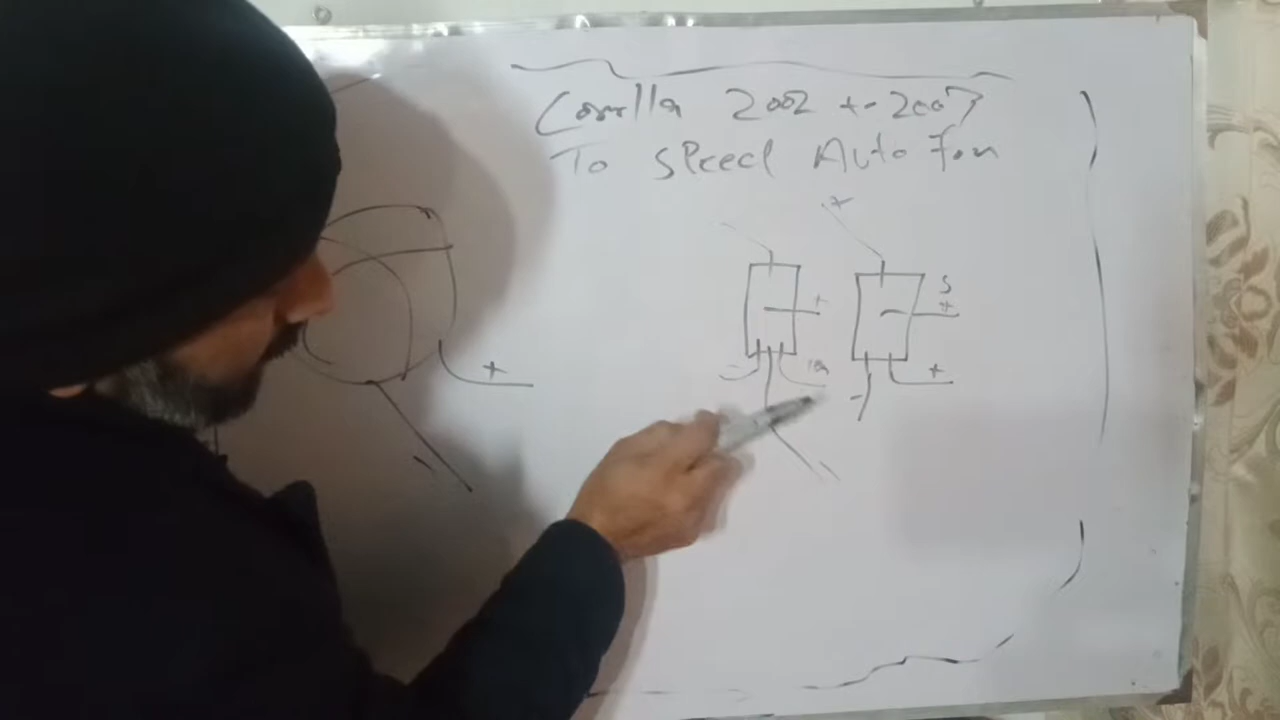 Corolla 2002 to 2007
To Speed Auto Fan
+
S
+
+
+
+
-
-